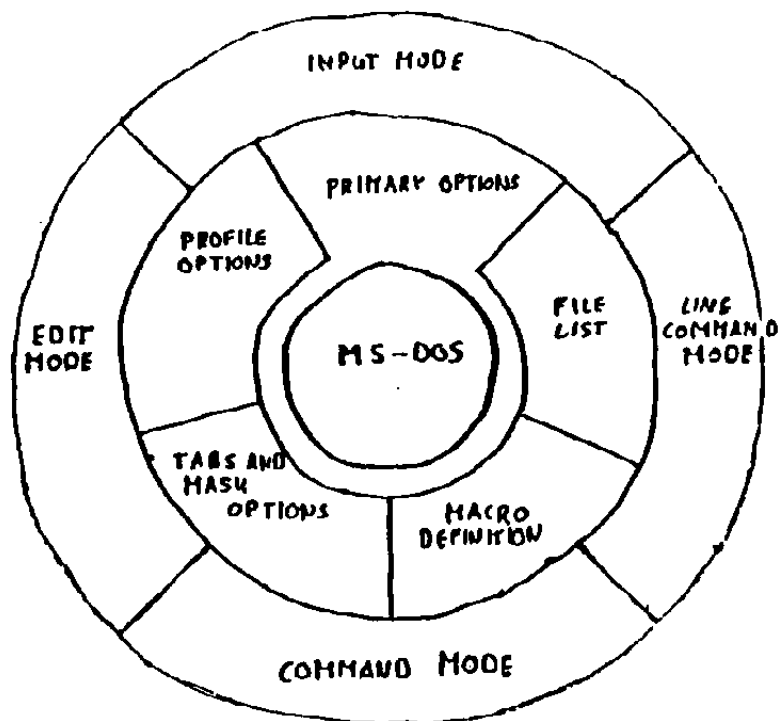 INPUT MODE
PRIMARY OPTIONS
PROFILE
OPTIONS
FILE
LIST
EDIT
MODE
LINE
COMMAND
MODE
MS-DOS
TABS AND
MASK
OPTIONS
MACRO
DEFINITION
COMMAND MODE